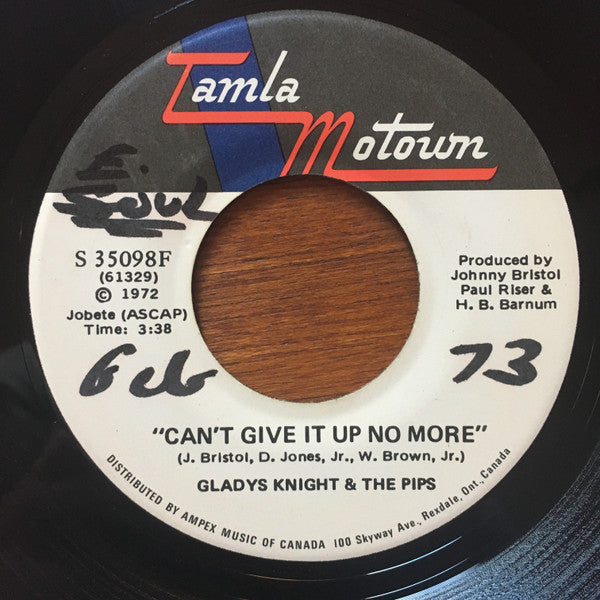 Tamla
Motown
Soul
S 35098F
(61329)
© 1972
Jobete (ASCAP)
Time: 3:38
Produced by
Johnny Bristol
Paul Riser &
H. B. Barnum
Feb 73
"CAN'T GIVE IT UP NO MORE"
(J. Bristol, D. Jones, Jr., W. Brown, Jr.)
GLADYS KNIGHT & THE PIPS
DISTRIBUTED BY AMPEX MUSIC OF CANADA 100 Skyway Ave., Rexdale, Ont., Canada